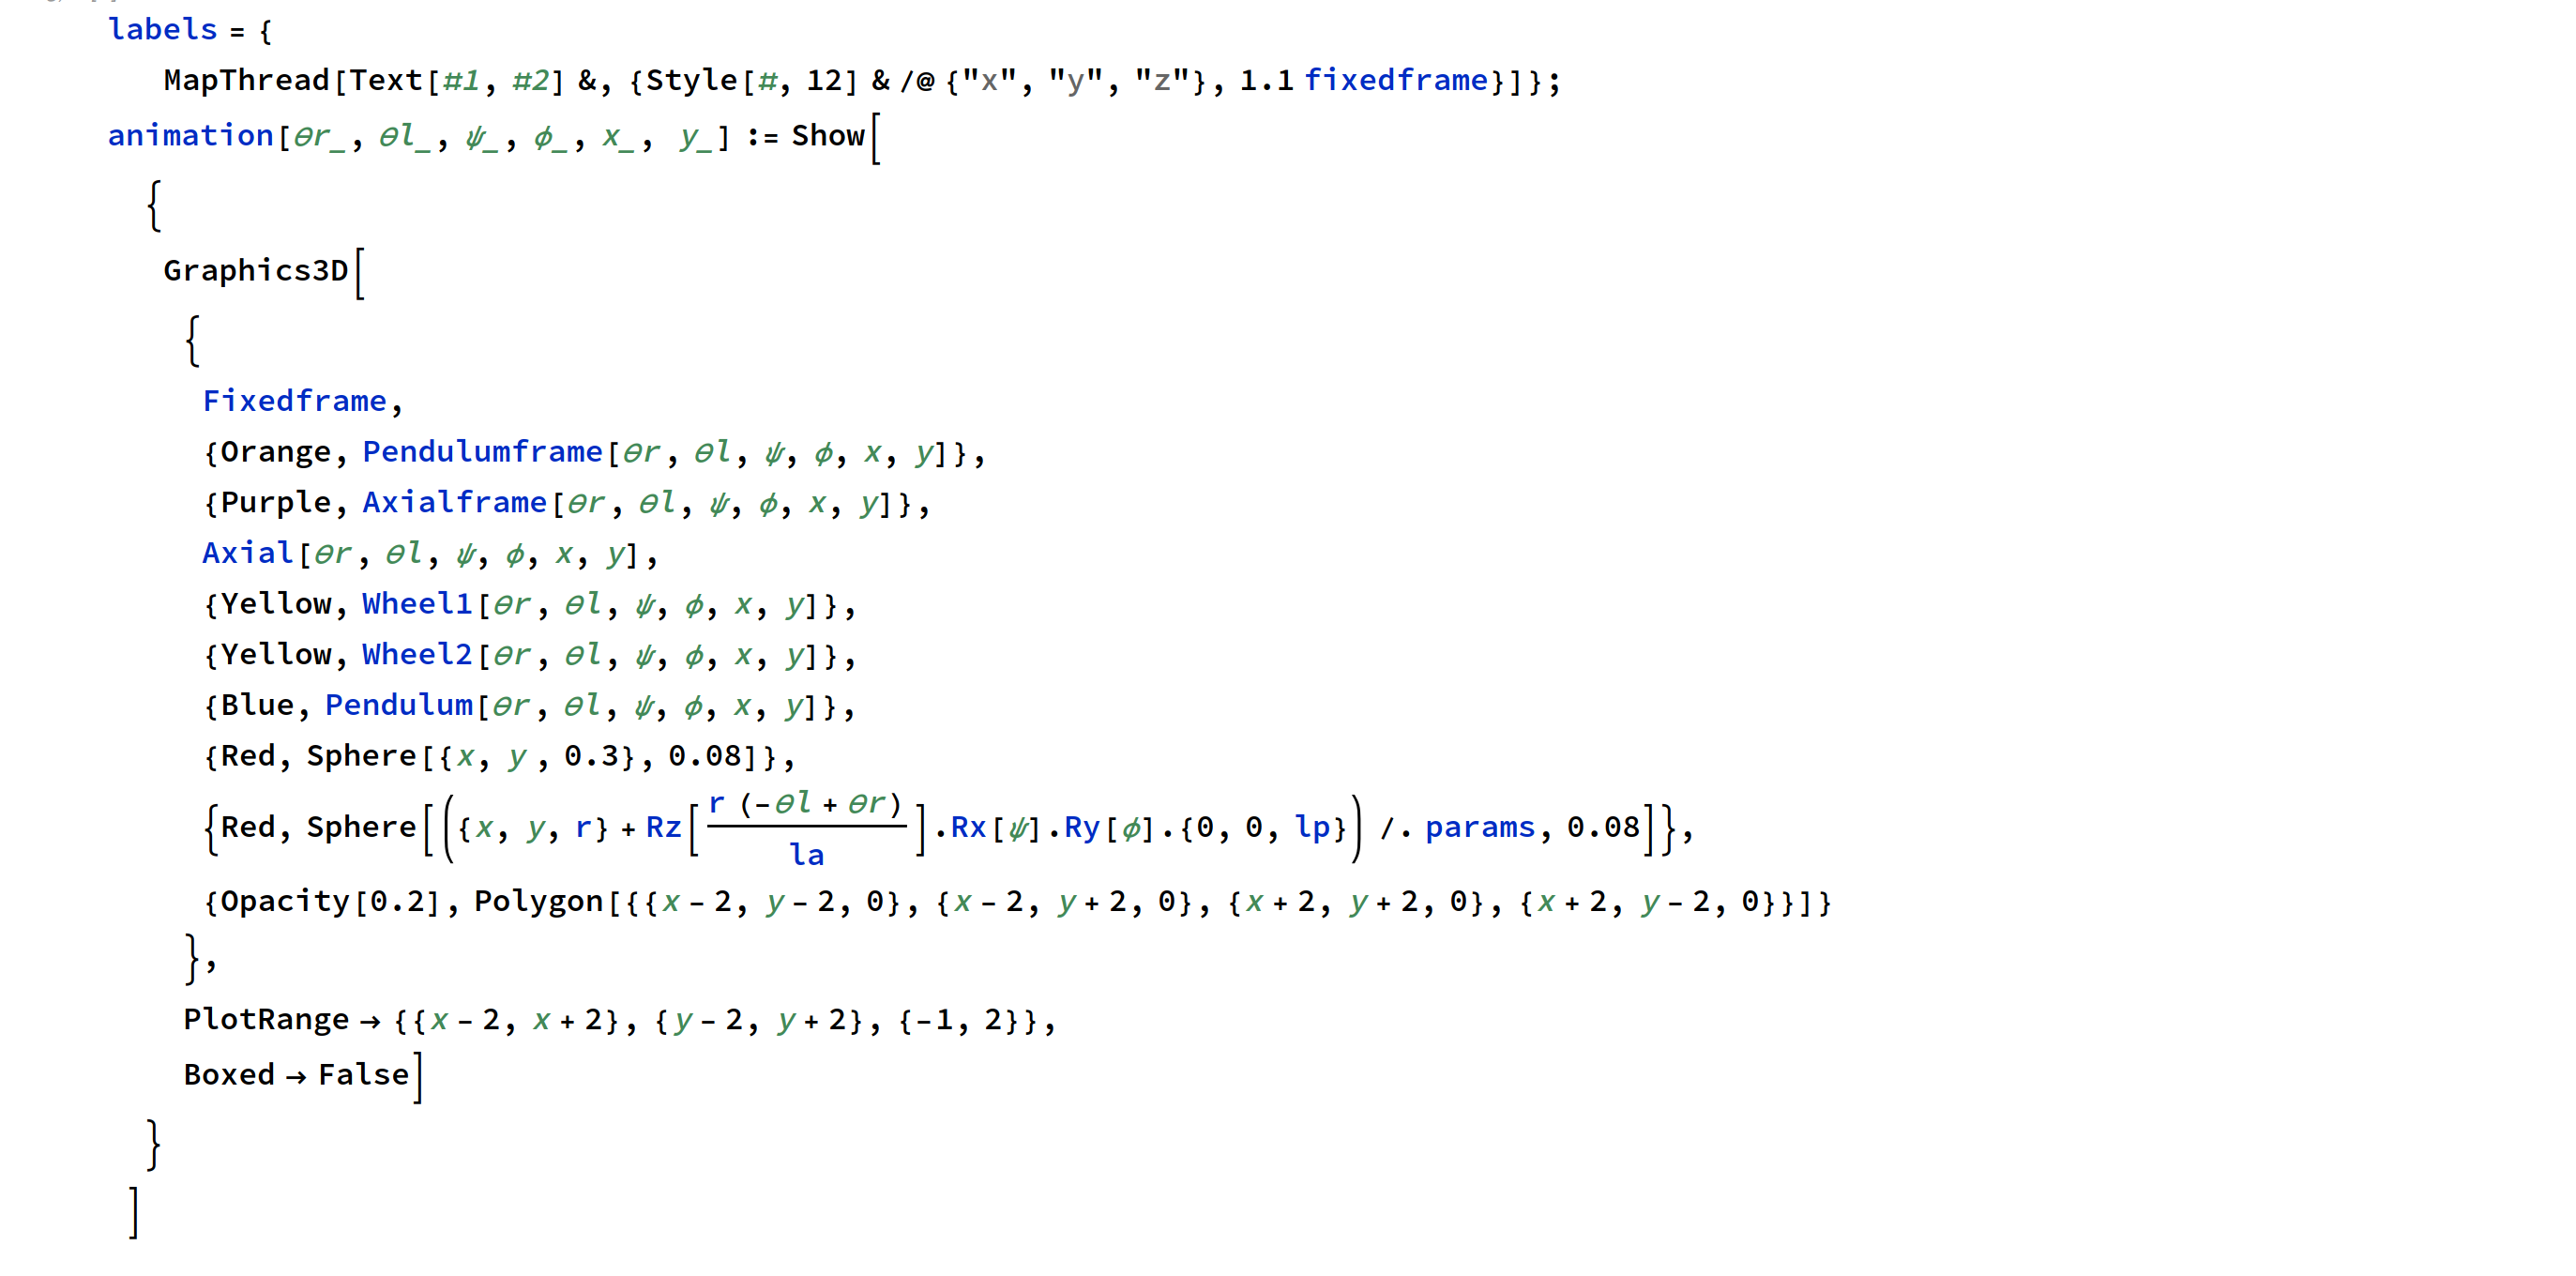 labels = {
MapThread[Text[#1, #2] &, {Style[#, 12] & /@ {"x", "y", "z"}, 1.1 fixedframe}]};
animation[θr_, θl_, ψ_, ϕ_, x_, y_] := Show[
{
Graphics3D[
{
Fixedframe,
{Orange, Pendulumframe[θr, θl, ψ, ϕ, x, y]},
{Purple, Axialframe[θr, θl, ψ, ϕ, x, y]},
Axial[θr, θl, ψ, ϕ, x, y],
{Yellow, Wheel1[θr, θl, ψ, ϕ, x, y]},
{Yellow, Wheel2[θr, θl, ψ, ϕ, x, y]},
{Blue, Pendulum[θr, θl, ψ, ϕ, x, y]},
{Red, Sphere[{x, y , 0.3}, 0.08]},
{Red, Sphere[({x, y, r} + Rz[r (-θl + θr) / la].Rx[ψ].Ry[ϕ].{0, 0, lp}) /. params, 0.08]},
{Opacity[0.2], Polygon[{{x - 2, y - 2, 0}, {x - 2, y + 2, 0}, {x + 2, y + 2, 0}, {x + 2, y - 2, 0}}]}
},
PlotRange → {{x - 2, x + 2}, {y - 2, y + 2}, {-1, 2}},
Boxed → False]
}
]